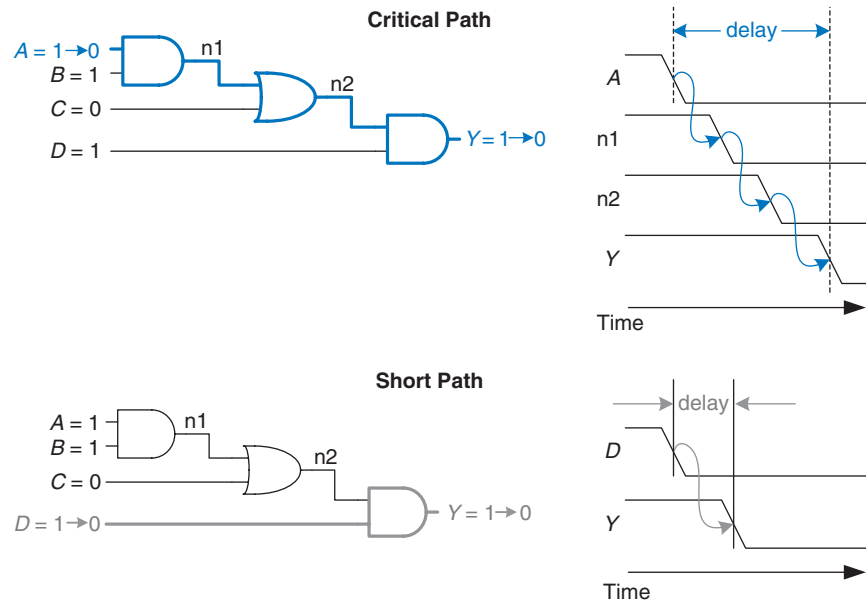 Critical Path
A = 1→0
n1
B = 1
n2
C = 0
D = 1
Y = 1→0
delay
A
n1
n2
Y
Time
Short Path
A = 1
n1
B = 1
n2
C = 0
D = 1→0
Y = 1→0
delay
D
Y
Time